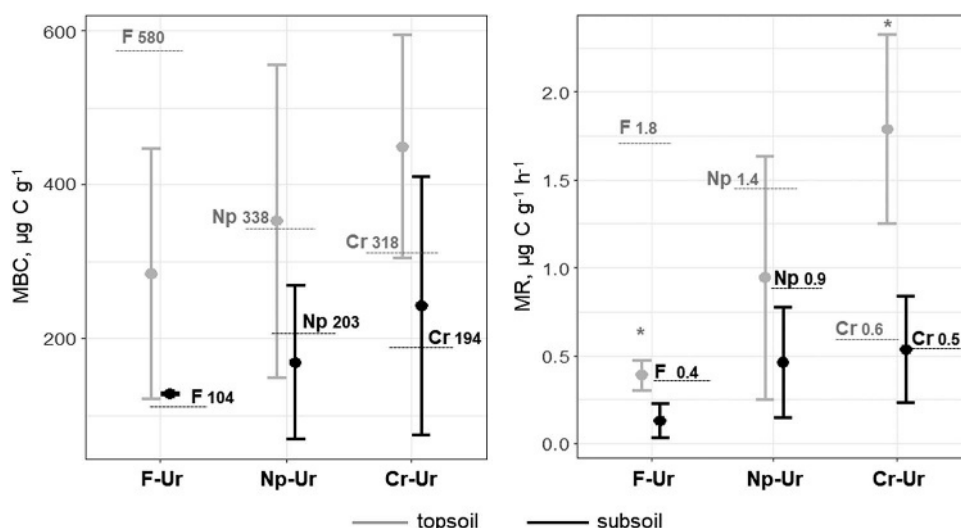 MBC, µg C g⁻¹
600
400
200
F 580
Np 338
Cr 318
Np 203
Cr 194
F 104
F-Ur Np-Ur Cr-Ur
MR, µg C g⁻¹ h⁻¹
2.0
1.5
1.0
0.5
0.0
*
F 1.8
Np 1.4
Np 0.9
Cr 0.6
Cr 0.5
*
F 0.4
F-Ur Np-Ur Cr-Ur
topsoil subsoil